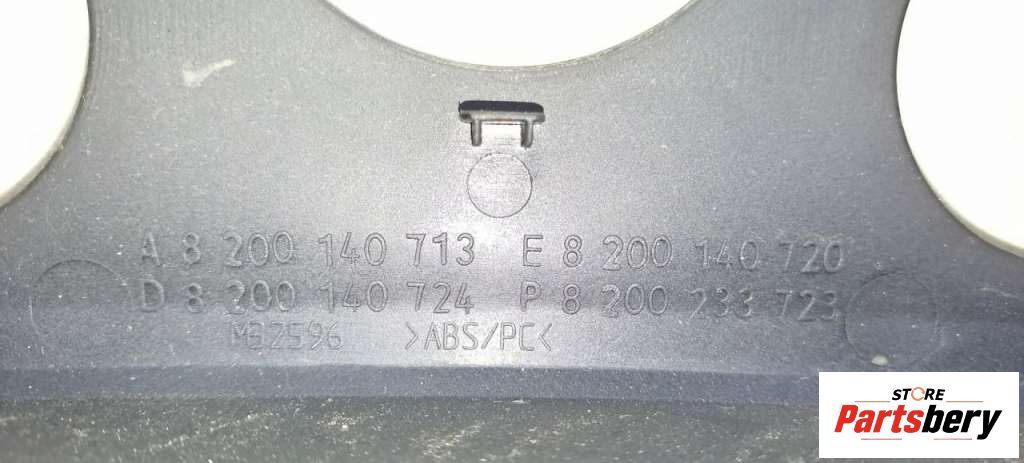 A 8 200 140 713 E 8 200 140 720
D 8 200 140 724 P 8 200 233 723
M32596 >ABS/PC<
STORE
Partsbery